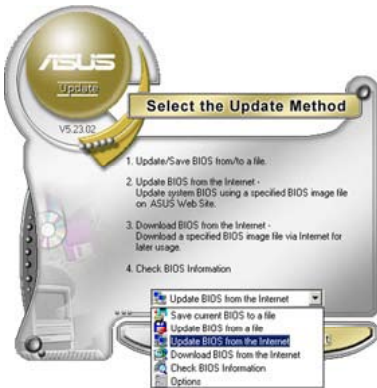 ASUS
Update
V5.23.02
Select the Update Method
1. Update/Save BIOS from/to a file.
2. Update BIOS from the Internet -
Update system BIOS using a specified BIOS image file
on ASUS Web Site.
3. Download BIOS from the Internet -
Download a specified BIOS image file via Internet for
later usage.
4. Check BIOS Information
Update BIOS from the Internet
Save current BIOS to a file
Update BIOS from a file
Update BIOS from the Internet
Download BIOS from the Internet
Check BIOS Information
Options